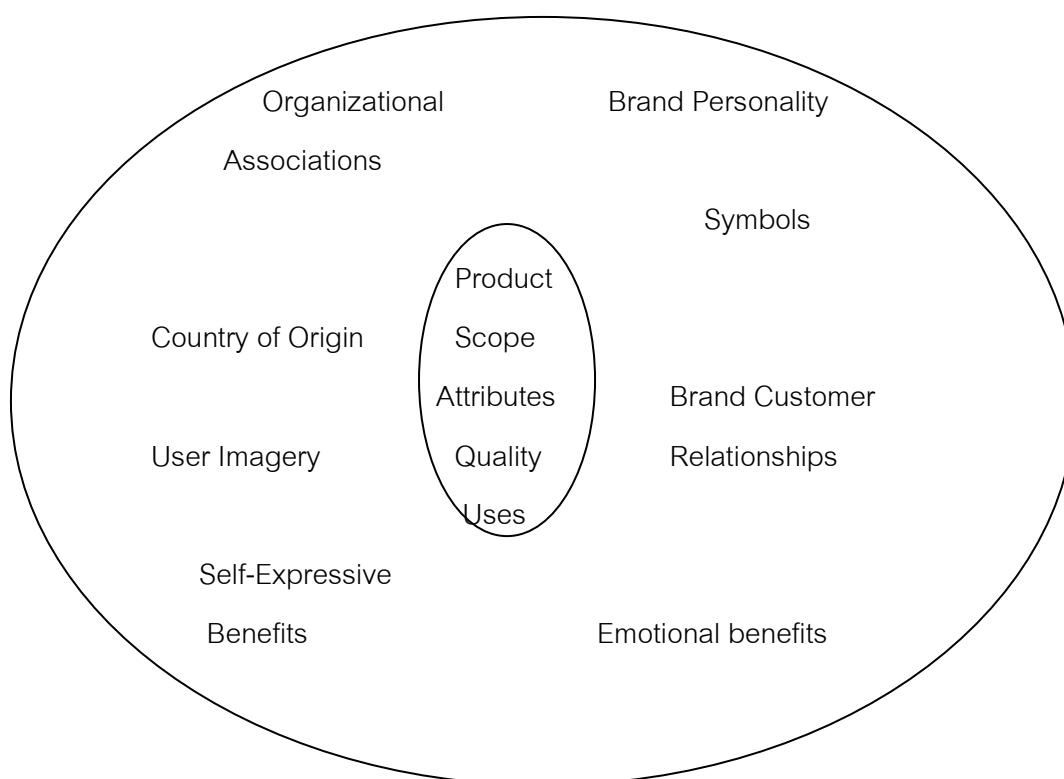 Organizational Brand Personality
Associations
Symbols
Product
Country of Origin Scope
Attributes Brand Customer
User Imagery Quality Relationships
Uses
Self-Expressive
Benefits Emotional benefits